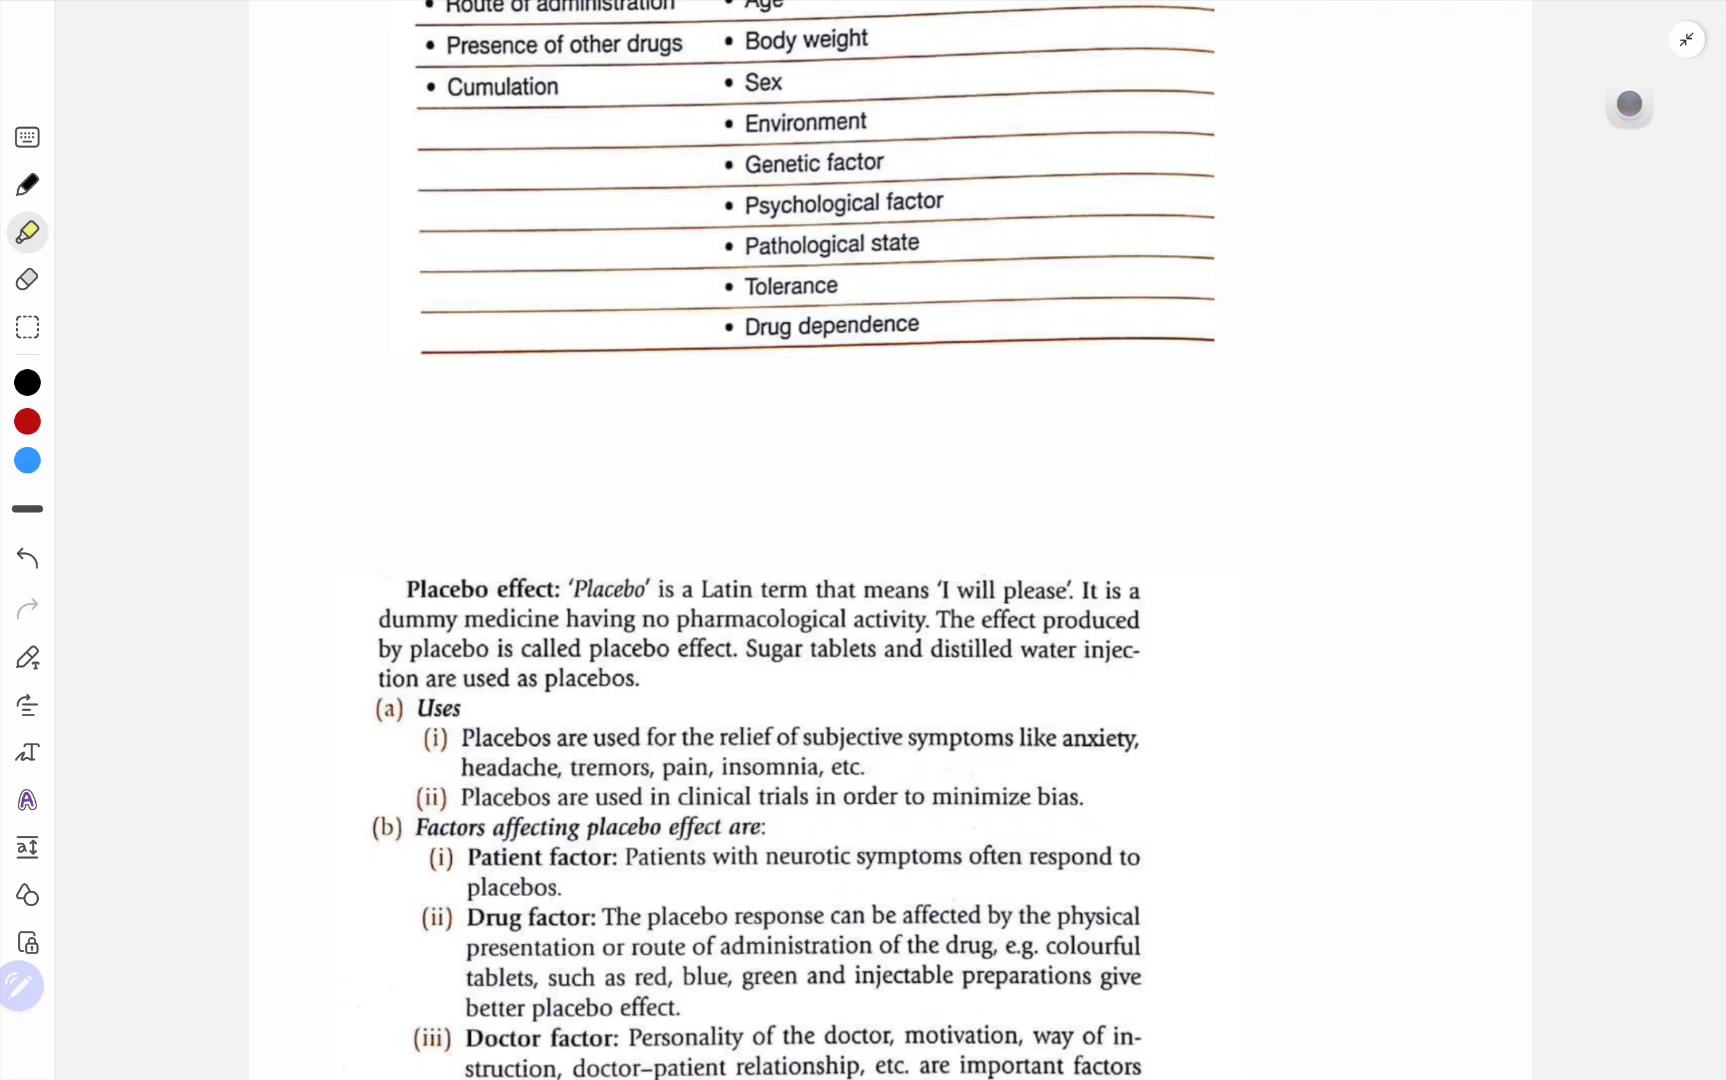 • Route of administration • Age
• Presence of other drugs • Body weight
• Cumulation • Sex
• Environment
• Genetic factor
• Psychological factor
• Pathological state
• Tolerance
• Drug dependence
Placebo effect: ‘Placebo’ is a Latin term that means ‘I will please’. It is a
dummy medicine having no pharmacological activity. The effect produced
by placebo is called placebo effect. Sugar tablets and distilled water injec-
tion are used as placebos.
(a) Uses
(i) Placebos are used for the relief of subjective symptoms like anxiety,
headache, tremors, pain, insomnia, etc.
(ii) Placebos are used in clinical trials in order to minimize bias.
(b) Factors affecting placebo effect are:
(i) Patient factor: Patients with neurotic symptoms often respond to
placebos.
(ii) Drug factor: The placebo response can be affected by the physical
presentation or route of administration of the drug, e.g. colourful
tablets, such as red, blue, green and injectable preparations give
better placebo effect.
(iii) Doctor factor: Personality of the doctor, motivation, way of in-
struction, doctor–patient relationship, etc. are important factors